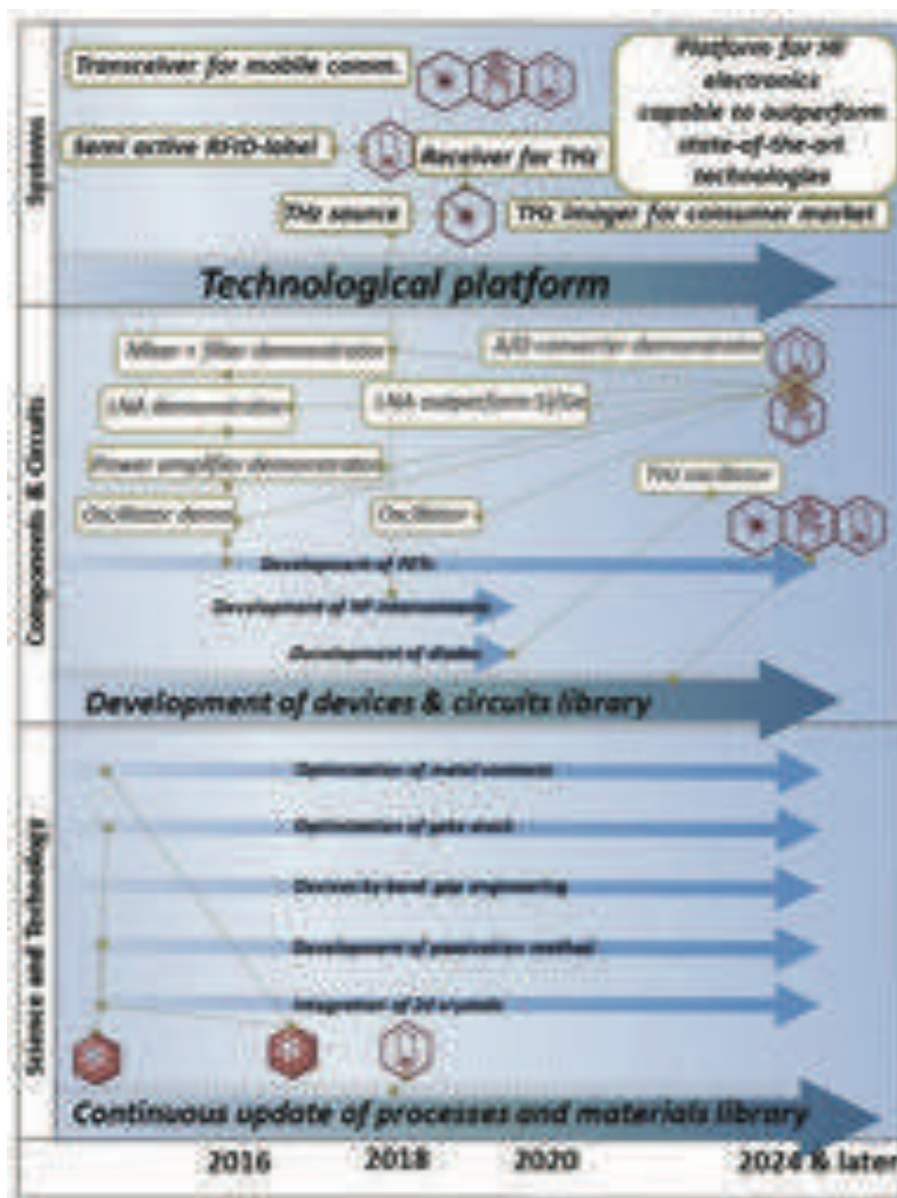 Systems
Transceiver for mobile comm.
Platform for HF
electronics
capable to outperform
state-of-the-art
technologies
Semi active RFID-label
Receiver for THz
THz source
THz imager for consumer market
Technological platform
Components & Circuits
Mixer + filter demonstrator
A/D converter demonstrator
LNA demonstrator
LNA outperform Si/Ge
Power amplifier demonstrator
THz oscillator
Oscillator demo
Oscillator
Development of FETs
Development of HF interconnects
Development of diodes
Development of devices & circuits library
Science and Technology
Optimization of metal contacts
Optimization of gate stack
band gap engineering
Development of passivation method
Integration of 2d crystals
Continuous update of processes and materials library
2016 2018 2020 2024 & later